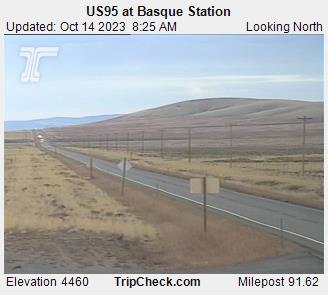 US95 at Basque Station
Updated: Oct 14 2023 8:25 AM Looking North
Elevation 4460 TripCheck.com Milepost 91.62